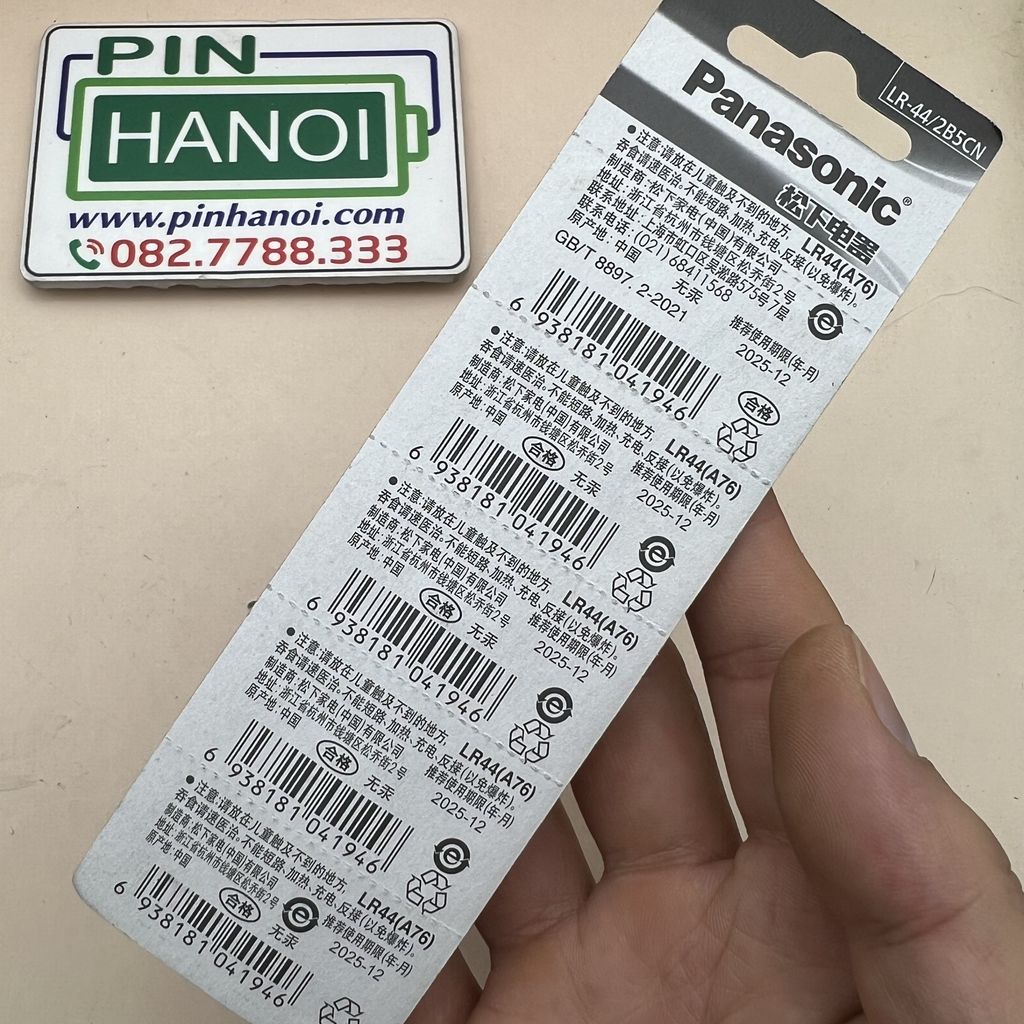 PIN
HANOI
www.pinhanoi.com
082.7788.333
LR-44/2B5CN
Panasonic®
松下电器
LR44(A76)
●注意:请放在儿童触及不到的地方,
吞食请速医治。不能短路、加热、充电、反接(以免爆炸)。
制造商:松下家电(中国)有限公司
地址:浙江省杭州市钱塘区松乔街2号
联系地址:上海市虹口区吴淞路575号7层
联系电话:(021)68411568
原产地:中国
无汞
GB/T 8897. 2-2021
推荐使用期限(年·月)
2025-12
6 938181 041946
合格
●注意:请放在儿童触及不到的地方,
LR44(A76)
吞食请速医治。不能短路、加热、充电、反接(以免爆炸)。
制造商:松下家电(中国)有限公司
推荐使用期限(年·月)
地址:浙江省杭州市钱塘区松乔街2号
2025-12
原产地:中国
合格
无汞
6 938181 041946
●注意:请放在儿童触及不到的地方,
LR44(A76)
吞食请速医治。不能短路、加热、充电、反接(以免爆炸)。
制造商:松下家电(中国)有限公司
推荐使用期限(年·月)
地址:浙江省杭州市钱塘区松乔街2号
2025-12
原产地:中国
合格
无汞
6 938181 041946
●注意:请放在儿童触及不到的地方,
LR44(A76)
吞食请速医治。不能短路、加热、充电、反接(以免爆炸)。
制造商:松下家电(中国)有限公司
推荐使用期限(年·月)
地址:浙江省杭州市钱塘区松乔街2号
2025-12
原产地:中国
合格
无汞
6 938181 041946
●注意:请放在儿童触及不到的地方,
LR44(A76)
吞食请速医治。不能短路、加热、充电、反接(以免爆炸)。
制造商:松下家电(中国)有限公司
推荐使用期限(年·月)
地址:浙江省杭州市钱塘区松乔街2号
2025-12
原产地:中国
合格
无汞
6 938181 041946